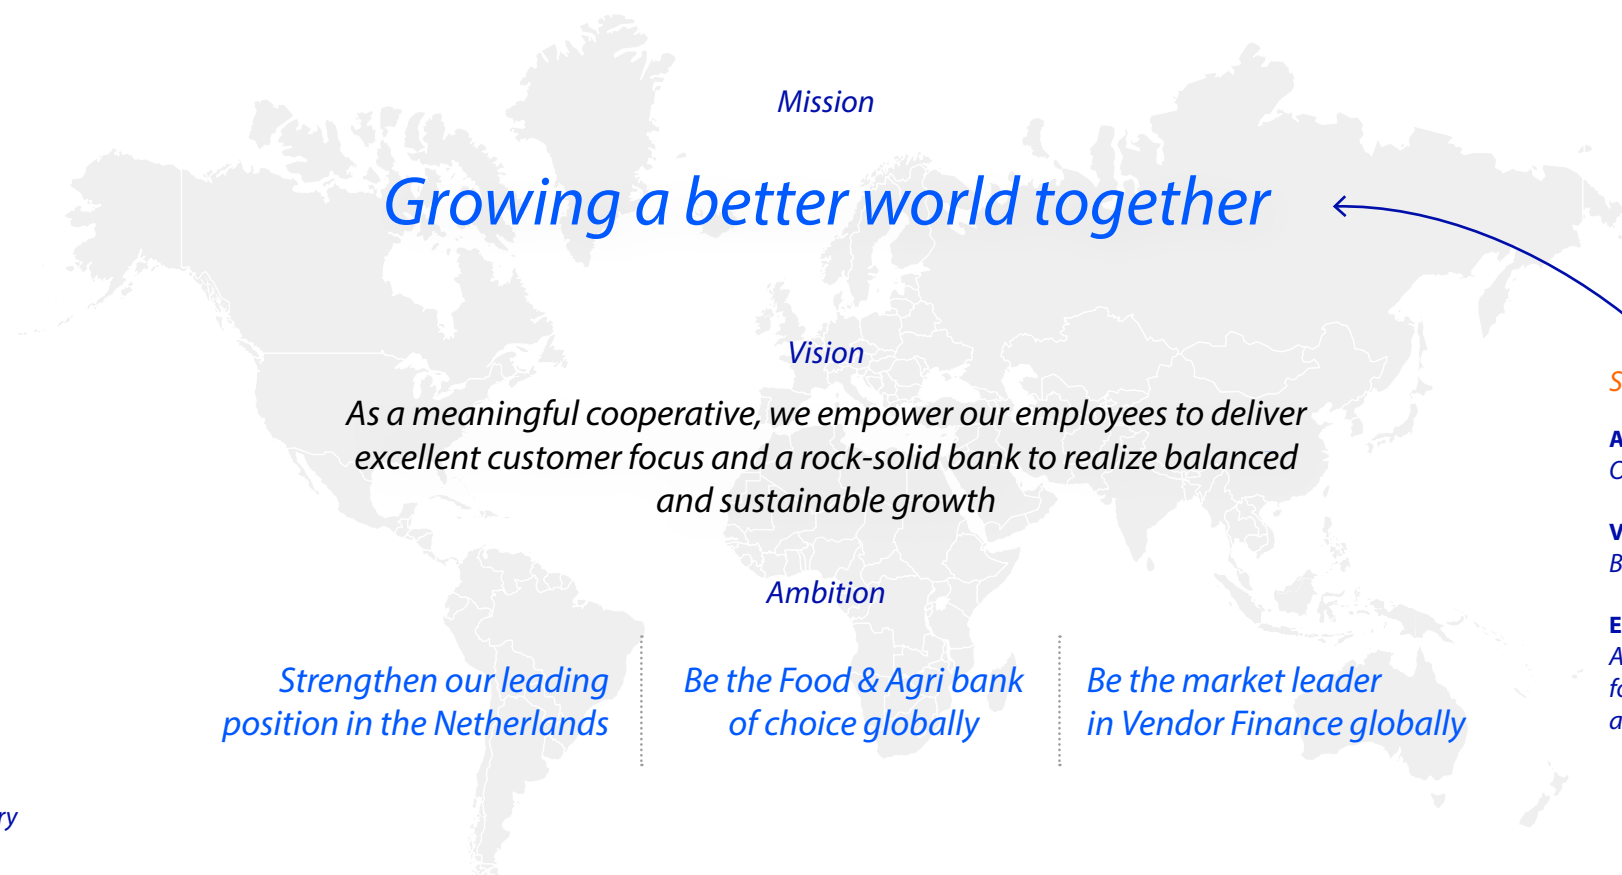 Mission
Growing a better world together
Vision
As a meaningful cooperative, we empower our employees to deliver
excellent customer focus and a rock-solid bank to realize balanced
and sustainable growth
Ambition
Strengthen our leading
position in the Netherlands
Be the Food & Agri bank
of choice globally
Be the market leader
in Vendor Finance globally